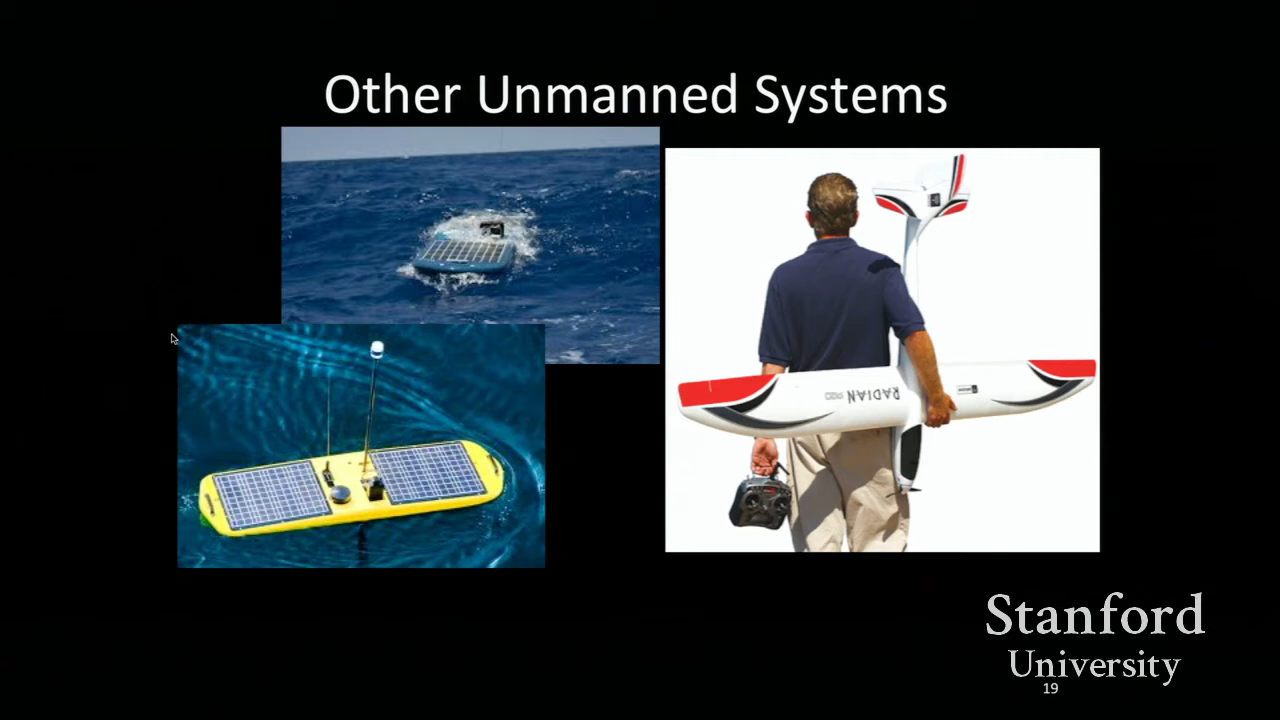 Other Unmanned Systems
RADIAN PRO
Stanford
University
19